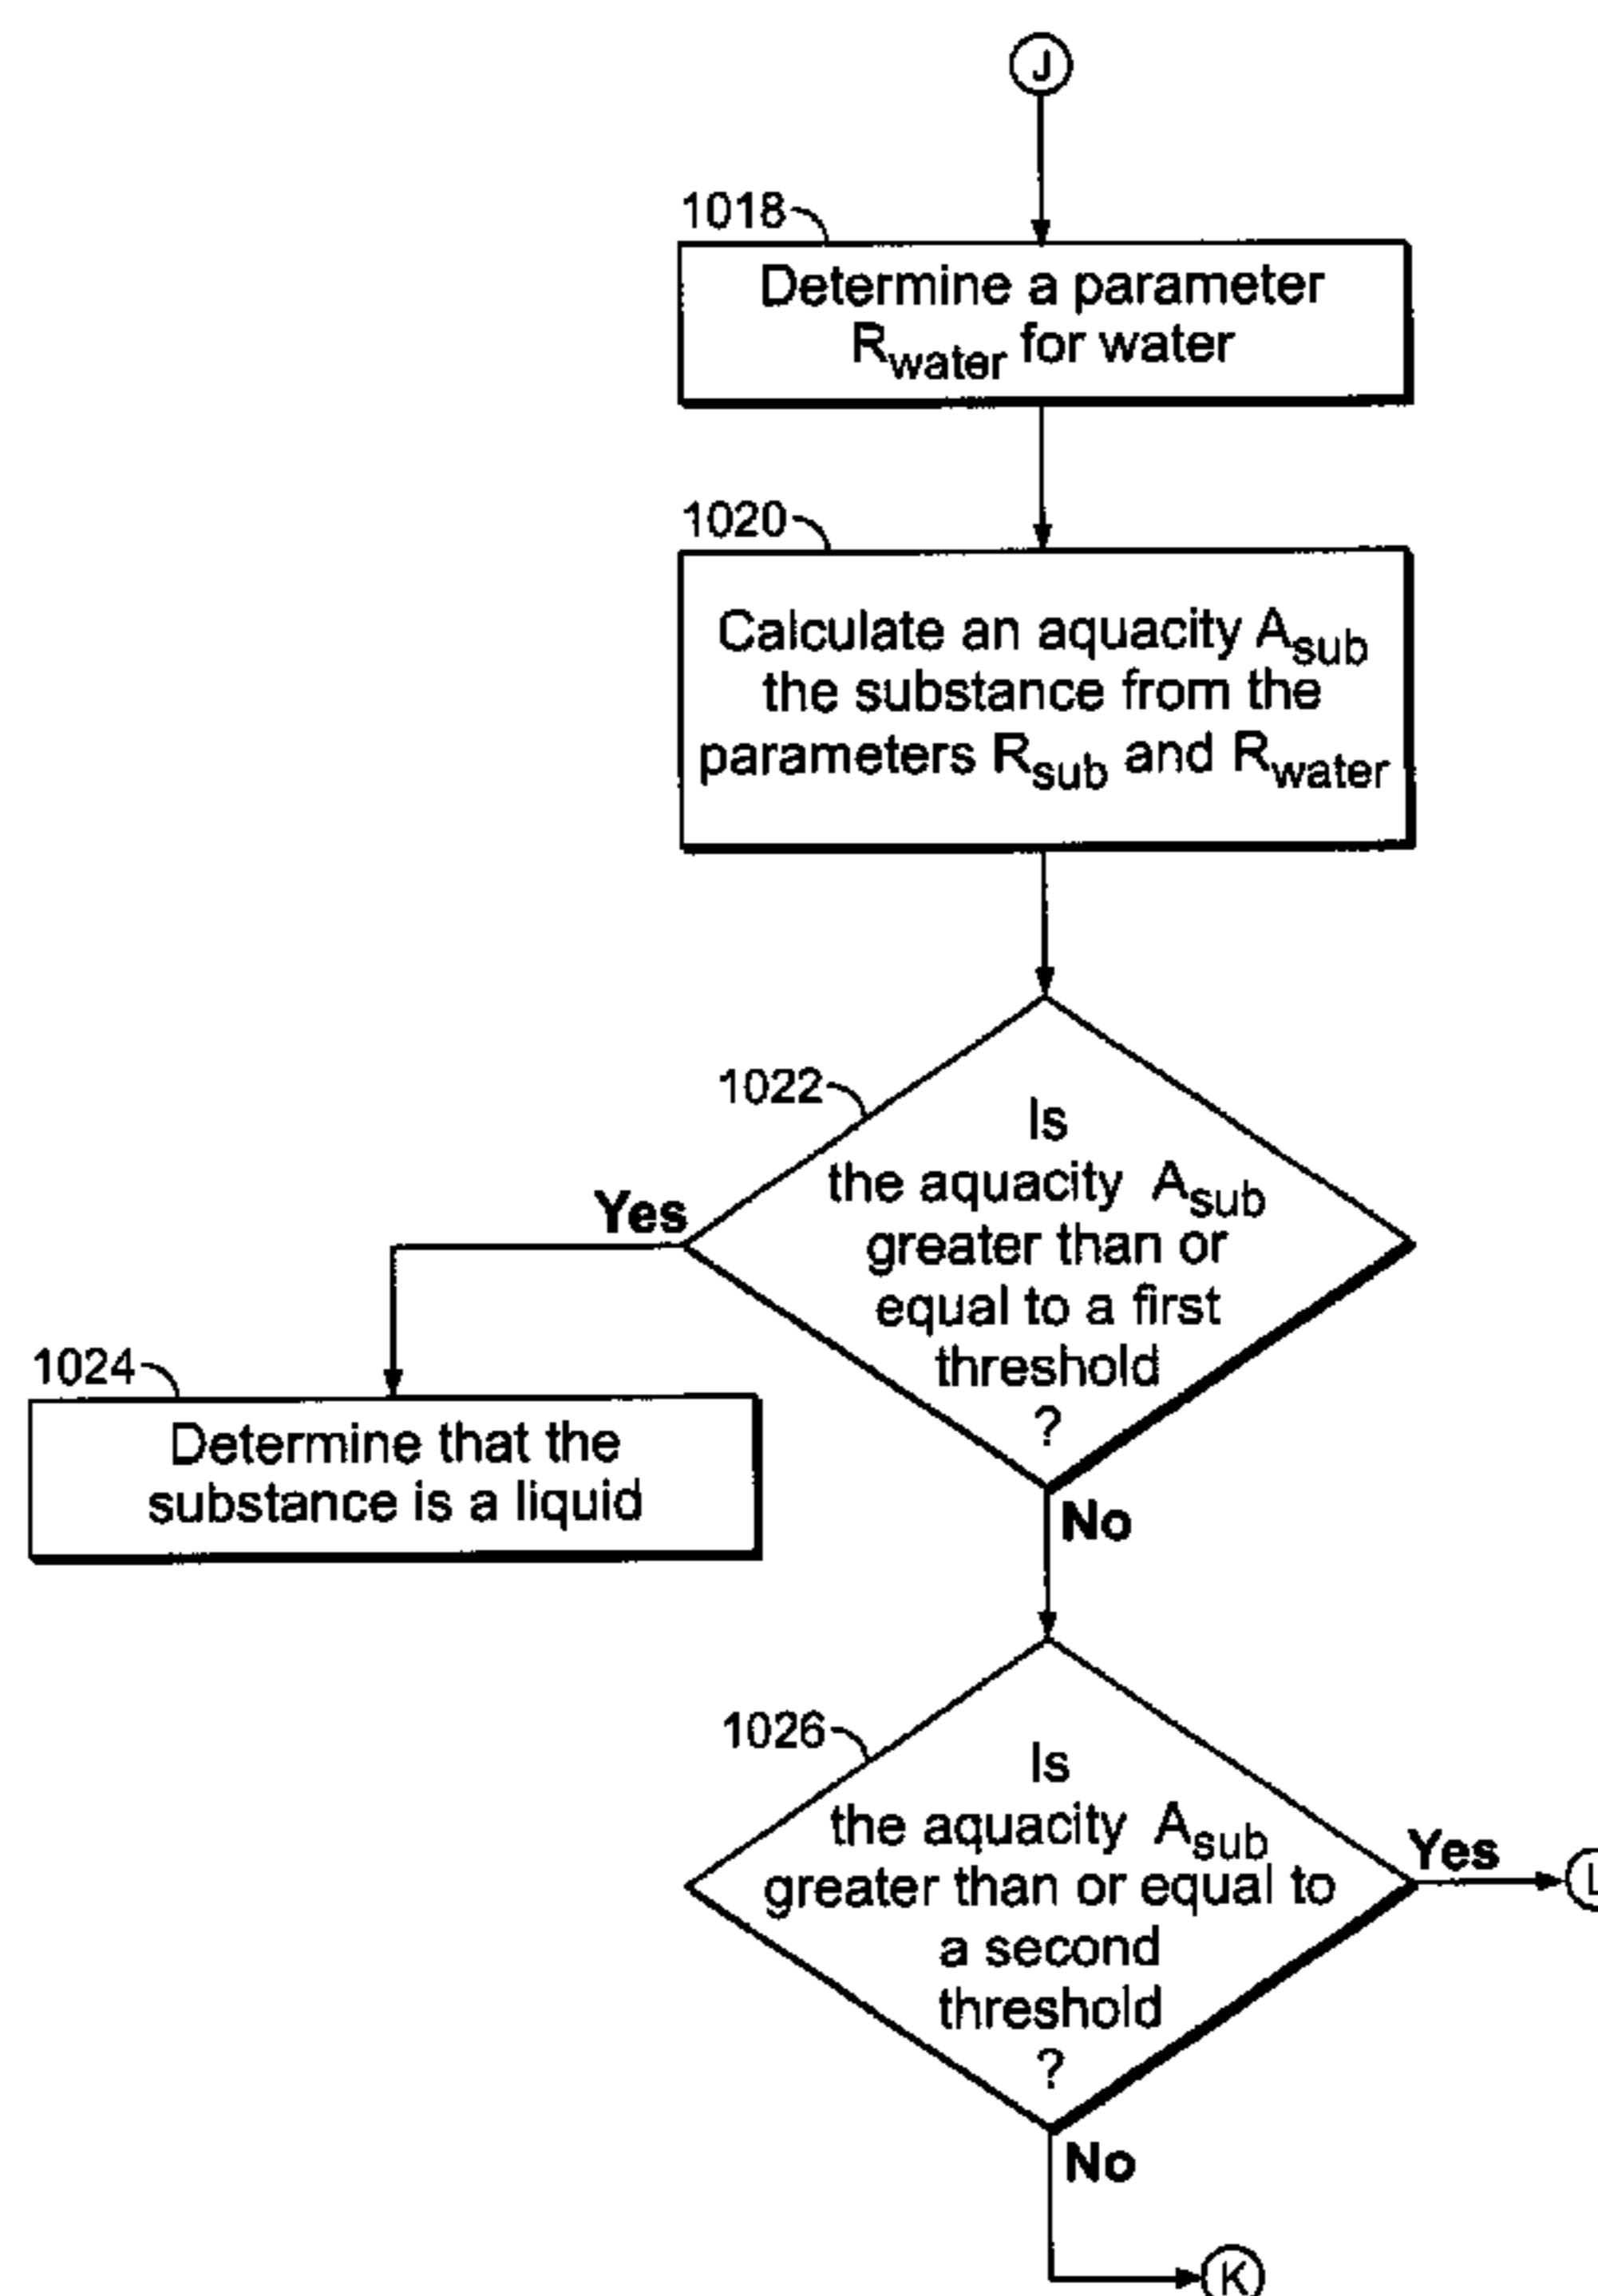 J
1018
Determine a parameter
Rwater for water
1020
Calculate an aquacity Asub
the substance from the
parameters Rsub and Rwater
1022
Is
the aquacity Asub
greater than or
equal to a first
threshold
?
Yes
1024
Determine that the
substance is a liquid
No
1026
Is
the aquacity Asub
greater than or equal to
a second
threshold
?
Yes
L
No
K